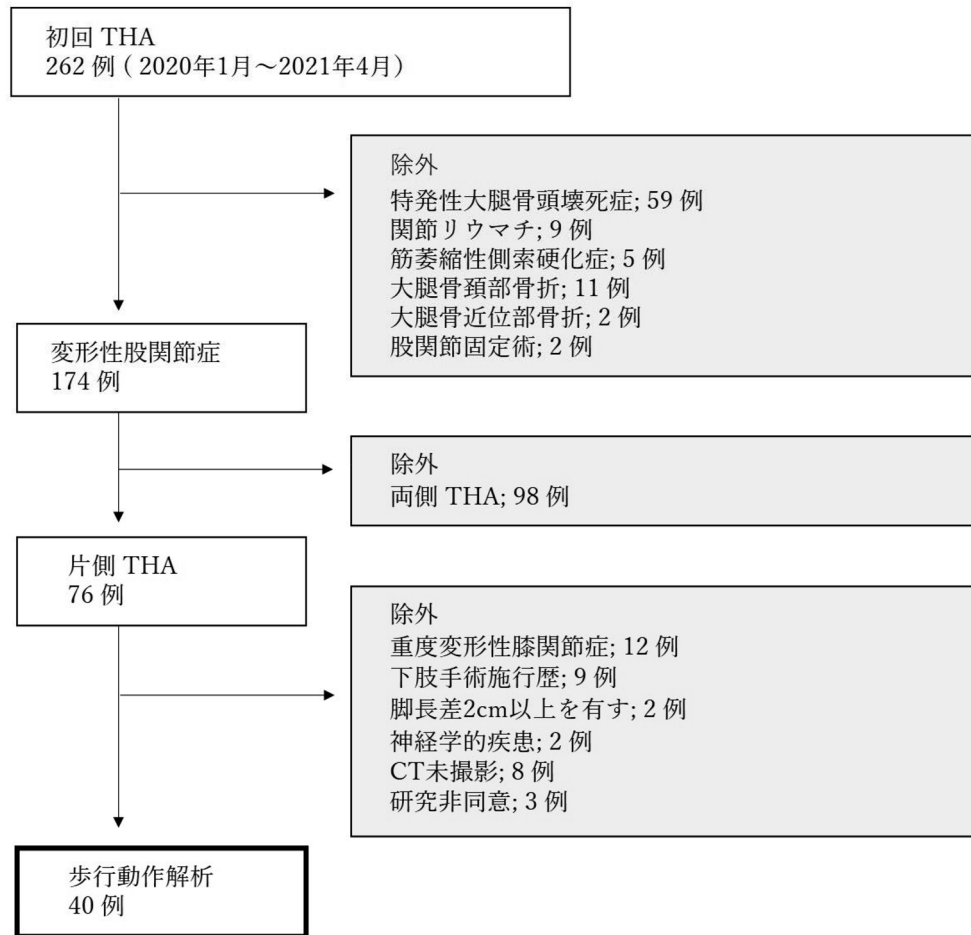 初回 THA
262 例 ( 2020年1月～2021年4月)
除外
特発性大腿骨頭壊死症; 59 例
関節リウマチ; 9 例
筋萎縮性側索硬化症; 5 例
大腿骨頚部骨折; 11 例
大腿骨近位部骨折; 2 例
股関節固定術; 2 例
変形性股関節症
174 例
除外
両側 THA; 98 例
片側 THA
76 例
除外
重度変形性膝関節症; 12 例
下肢手術施行歴; 9 例
脚長差2cm以上を有す; 2 例
神経学的疾患; 2 例
CT未撮影; 8 例
研究非同意; 3 例
歩行動作解析
40 例